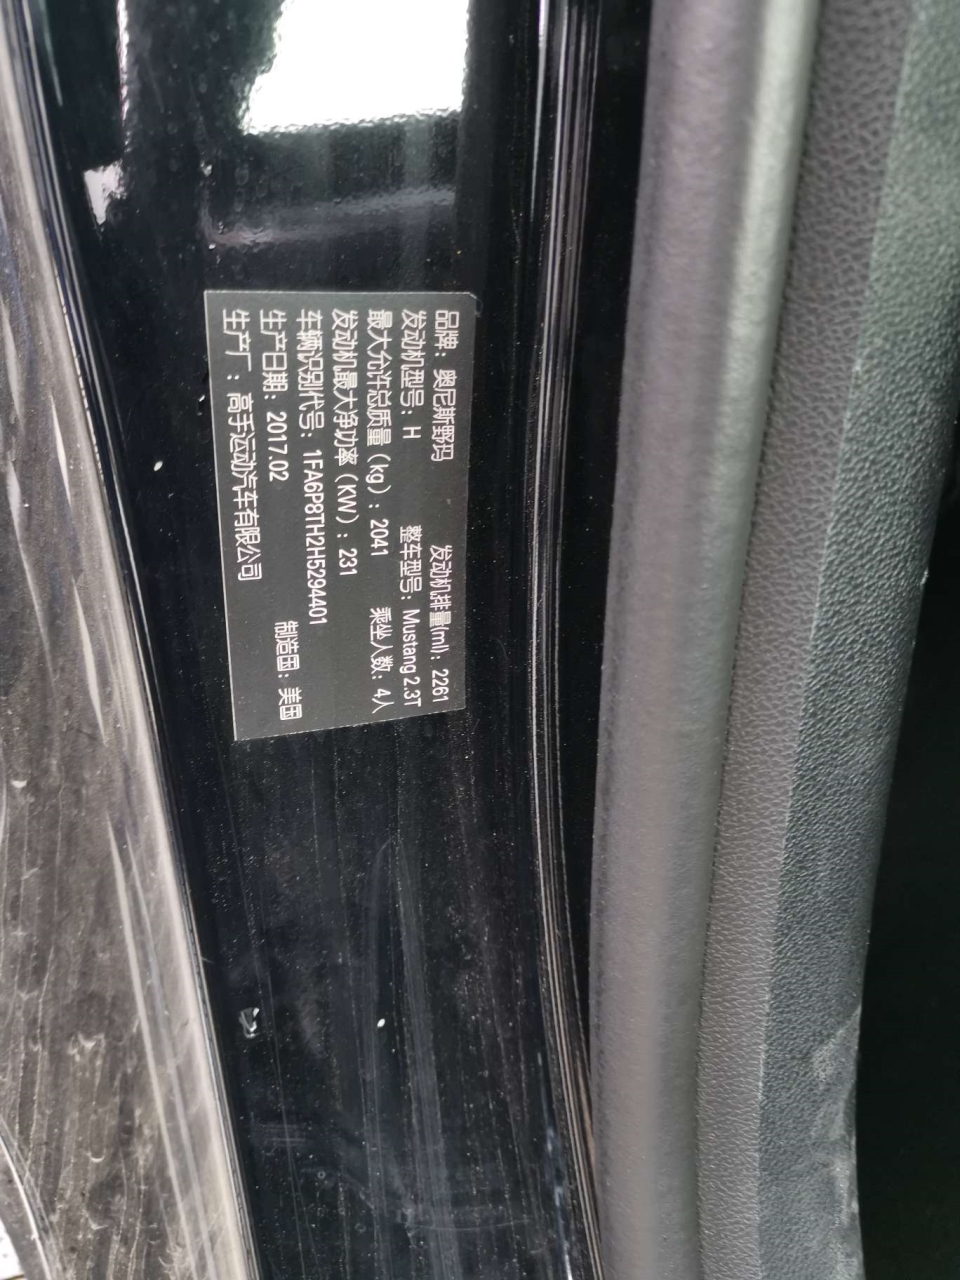 品牌：奥尼斯野玛 发动机排量(ml)：2261
发动机型号：H 整车型号：Mustang 2.3T
最大允许总质量（kg）：2041 乘坐人数：4人
发动机最大净功率（KW）：231
车辆识别代号：1FA6P8TH2H5294401
生产日期：2017.02 制造国：美国
生产厂：高手运动汽车有限公司